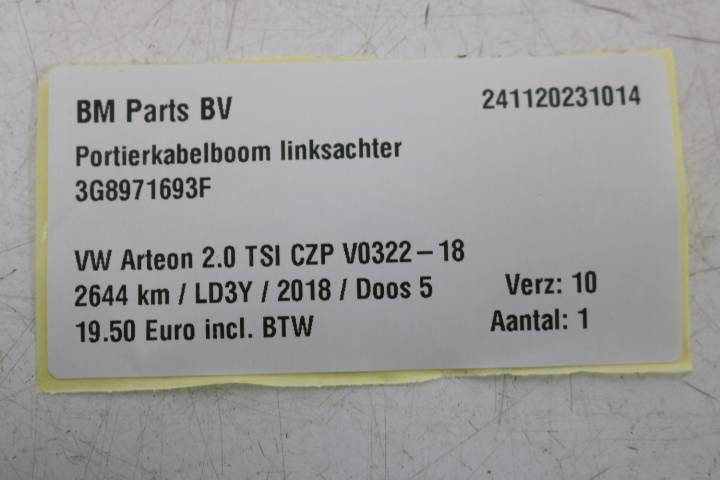 BM Parts BV 241120231014
Portierkabelboom linksachter
3G8971693F
VW Arteon 2.0 TSI CZP V0322-18
2644 km / LD3Y / 2018 / Doos 5 Verz: 10
19.50 Euro incl. BTW Aantal: 1